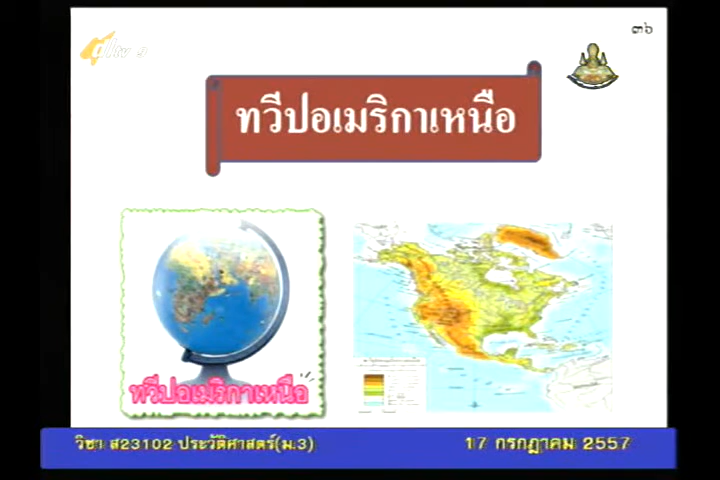 ๓๖
ทวีปอเมริกาเหนือ
ทวีปอเมริกาเหนือ
วิชา ส23102 ประวัติศาสตร์(ม.3)
17 กรกฎาคม 2557